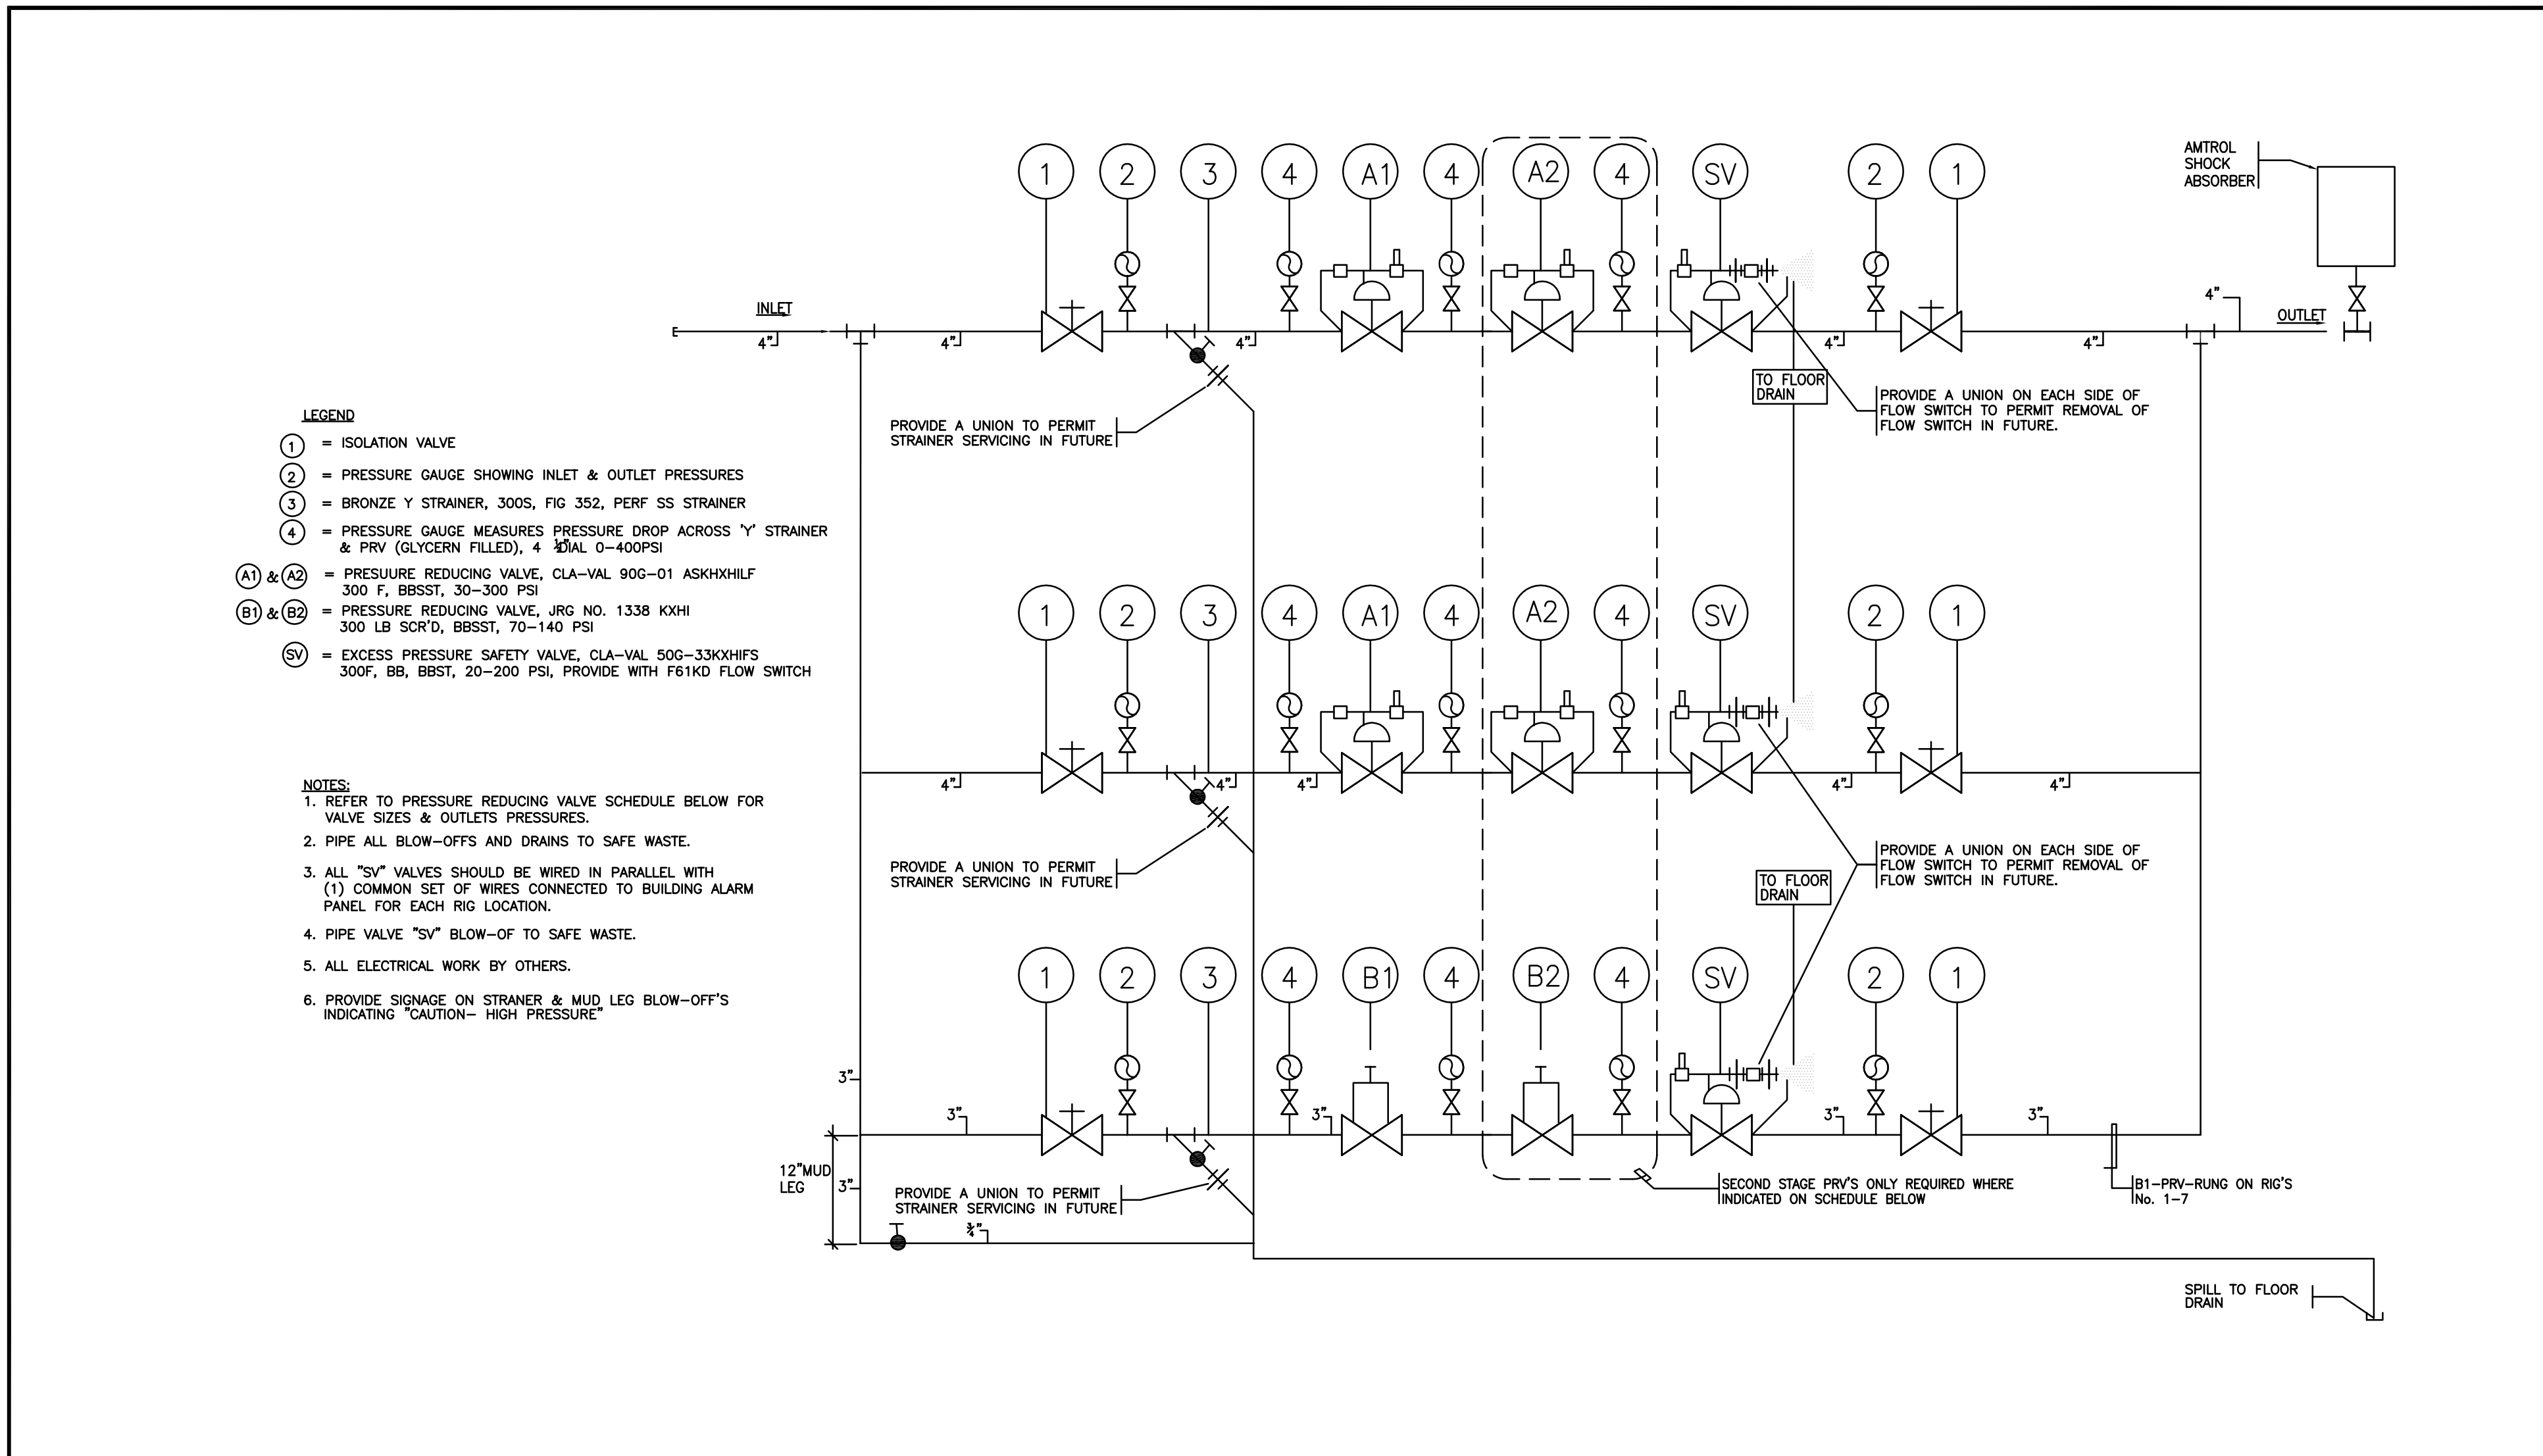 1 2 3 4 A1 4 A2 4 SV 2 1
AMTROL
SHOCK
ABSORBER
INLET
4"
4"
4"
4"
4"
4"
OUTLET
TO FLOOR
DRAIN
PROVIDE A UNION ON EACH SIDE OF
FLOW SWITCH TO PERMIT REMOVAL OF
FLOW SWITCH IN FUTURE.
PROVIDE A UNION TO PERMIT
STRAINER SERVICING IN FUTURE
LEGEND
1 = ISOLATION VALVE
2 = PRESSURE GAUGE SHOWING INLET & OUTLET PRESSURES
3 = BRONZE Y STRAINER, 300S, FIG 352, PERF SS STRAINER
4 = PRESSURE GAUGE MEASURES PRESSURE DROP ACROSS 'Y' STRAINER
& PRV (GLYCERN FILLED), 4 ½" DIAL 0-400PSI
A1 & A2 = PRESUURE REDUCING VALVE, CLA-VAL 90G-01 ASKHXHILF
300 F, BBSST, 30-300 PSI
B1 & B2 = PRESSURE REDUCING VALVE, JRG NO. 1338 KXHI
300 LB SCR'D, BBSST, 70-140 PSI
SV = EXCESS PRESSURE SAFETY VALVE, CLA-VAL 50G-33KXHIFS
300F, BB, BBST, 20-200 PSI, PROVIDE WITH F61KD FLOW SWITCH
1 2 3 4 A1 4 A2 4 SV 2 1
4"
4"
4"
4"
4"
NOTES:
1. REFER TO PRESSURE REDUCING VALVE SCHEDULE BELOW FOR
VALVE SIZES & OUTLETS PRESSURES.
2. PIPE ALL BLOW-OFFS AND DRAINS TO SAFE WASTE.
3. ALL "SV" VALVES SHOULD BE WIRED IN PARALLEL WITH
(1) COMMON SET OF WIRES CONNECTED TO BUILDING ALARM
PANEL FOR EACH RIG LOCATION.
4. PIPE VALVE "SV" BLOW-OF TO SAFE WASTE.
5. ALL ELECTRICAL WORK BY OTHERS.
6. PROVIDE SIGNAGE ON STRANER & MUD LEG BLOW-OFF'S
INDICATING "CAUTION- HIGH PRESSURE"
PROVIDE A UNION TO PERMIT
STRAINER SERVICING IN FUTURE
PROVIDE A UNION ON EACH SIDE OF
FLOW SWITCH TO PERMIT REMOVAL OF
FLOW SWITCH IN FUTURE.
TO FLOOR
DRAIN
1 2 3 4 B1 4 B2 4 SV 2 1
3"
3"
3"
3"
3"
12"MUD
LEG
3"
PROVIDE A UNION TO PERMIT
STRAINER SERVICING IN FUTURE
¾"
SECOND STAGE PRV'S ONLY REQUIRED WHERE
INDICATED ON SCHEDULE BELOW
B1-PRV-RUNG ON RIG'S
No. 1-7
SPILL TO FLOOR
DRAIN